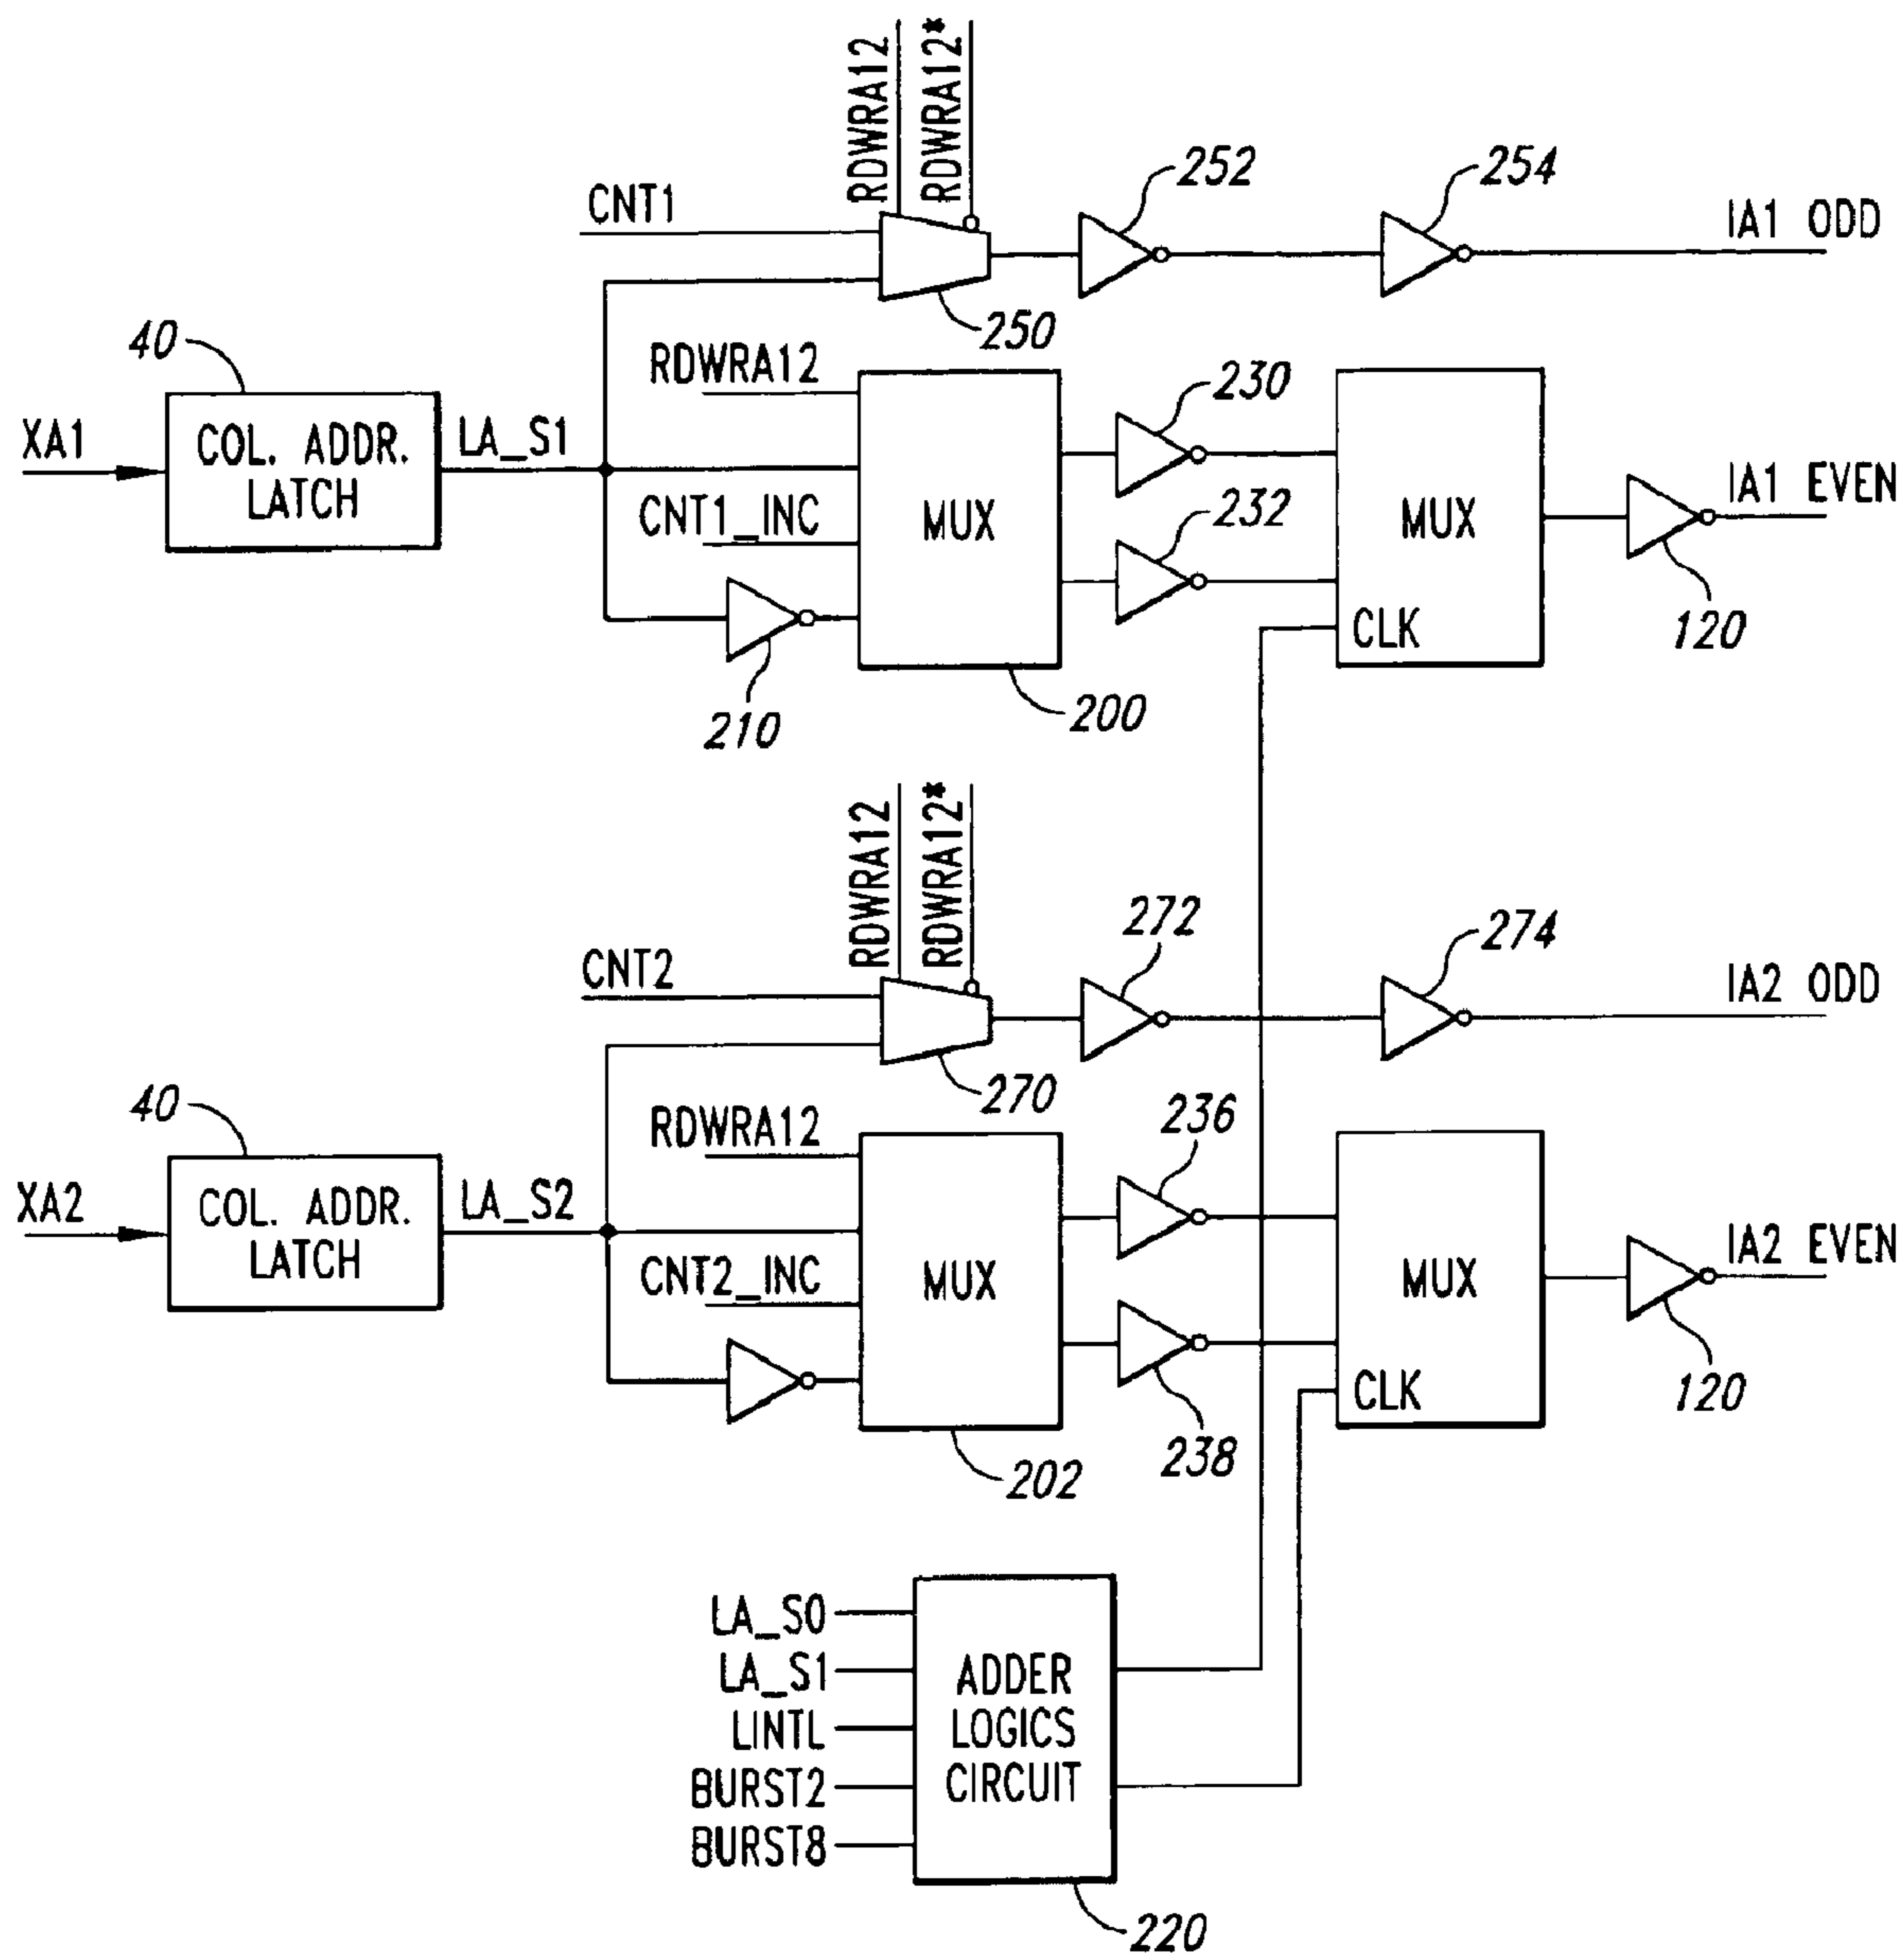 RDWRA12
RDWRA12*
252
254
CNT1
IA1 ODD
250
40
RDWRA12
230
XA1
COL. ADDR.
LATCH
LA_S1
CNT1_INC
MUX
232
MUX
IA1 EVEN
CLK
120
210
200
RDWRA12
RDWRA12*
272
274
CNT2
IA2 ODD
270
40
RDWRA12
236
XA2
COL. ADDR.
LATCH
LA_S2
CNT2_INC
MUX
MUX
IA2 EVEN
CLK
120
238
202
LA_S0
LA_S1
LINTL
BURST2
BURST8
ADDER
LOGICS
CIRCUIT
220